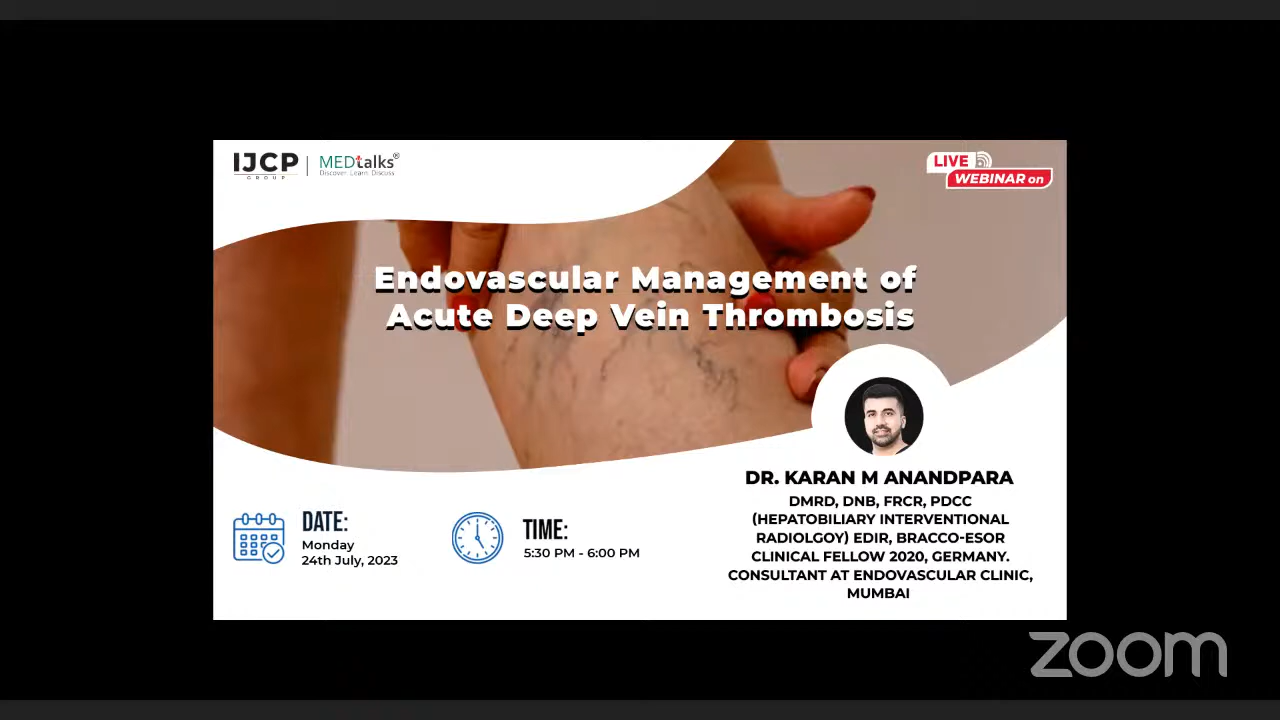 IJCP
GROUP
MEDtalks®
Discover. Learn. Discuss
LIVE
WEBINAR on
Endovascular Management of
Acute Deep Vein Thrombosis
DR. KARAN M ANANDPARA
DMRD, DNB, FRCR, PDCC
(HEPATOBILIARY INTERVENTIONAL
RADIOLGOY) EDIR, BRACCO-ESOR
CLINICAL FELLOW 2020, GERMANY.
CONSULTANT AT ENDOVASCULAR CLINIC,
MUMBAI
DATE:
Monday
24th July, 2023
TIME:
5:30 PM - 6:00 PM
zoom